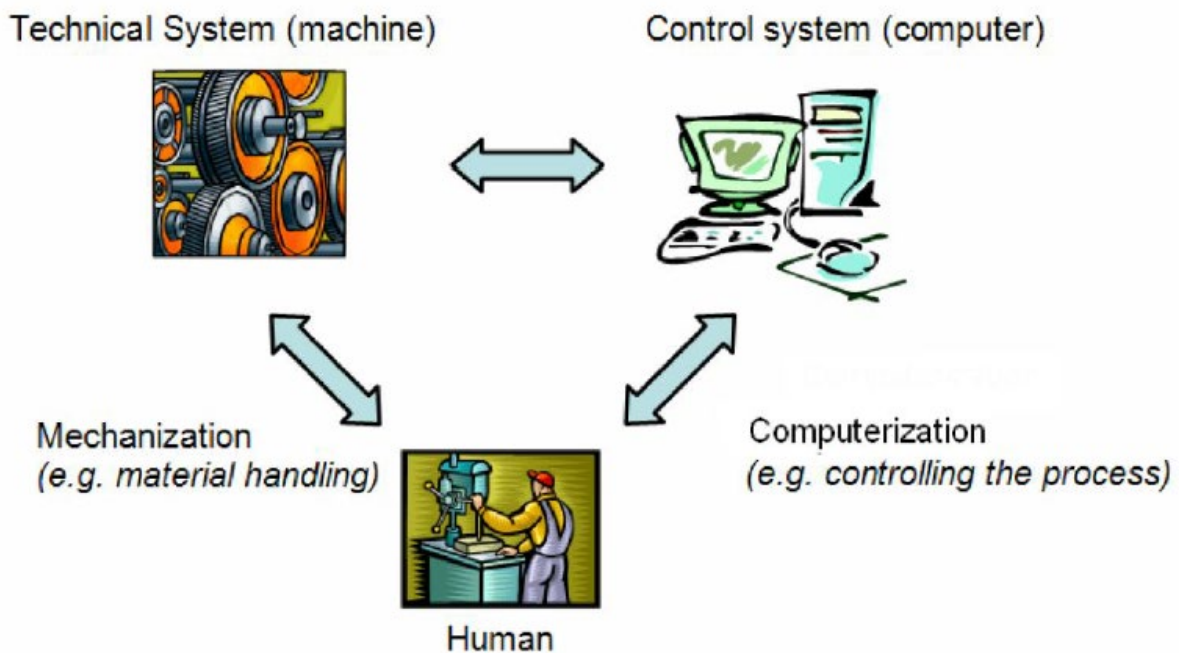 Technical System (machine)
Control system (computer)
Mechanization
(e.g. material handling)
Computerization
(e.g. controlling the process)
Human